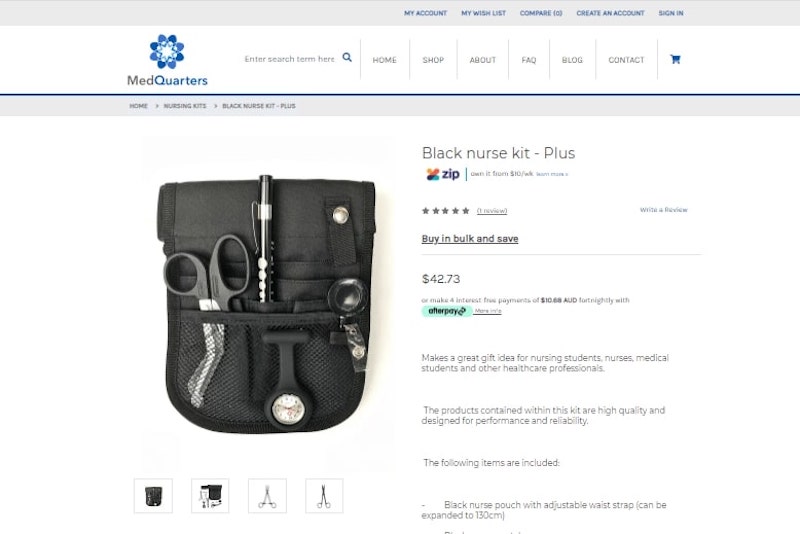 MY ACCOUNT MY WISH LIST COMPARE (0) CREATE AN ACCOUNT SIGN IN
MedQuarters
Enter search term here
HOME SHOP ABOUT FAQ BLOG CONTACT
HOME > NURSING KITS > BLACK NURSE KIT - PLUS
Black nurse kit - Plus
zip own it from $10/wk learn more >
(1 review) Write a Review
Buy in bulk and save
$42.73
or make 4 interest free payments of $10.68 AUD fortnightly with
afterpay More info
Makes a great gift idea for nursing students, nurses, medical
students and other healthcare professionals.
The products contained within this kit are high quality and
designed for performance and reliability.
The following items are included:
- Black nurse pouch with adjustable waist strap (can be
expanded to 130cm)